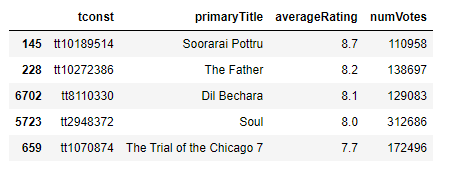 tconst primaryTitle averageRating numVotes
145 tt10189514 Soorarai Pottru 8.7 110958
228 tt10272386 The Father 8.2 138697
6702 tt8110330 Dil Bechara 8.1 129083
5723 tt2948372 Soul 8.0 312686
659 tt1070874 The Trial of the Chicago 7 7.7 172496